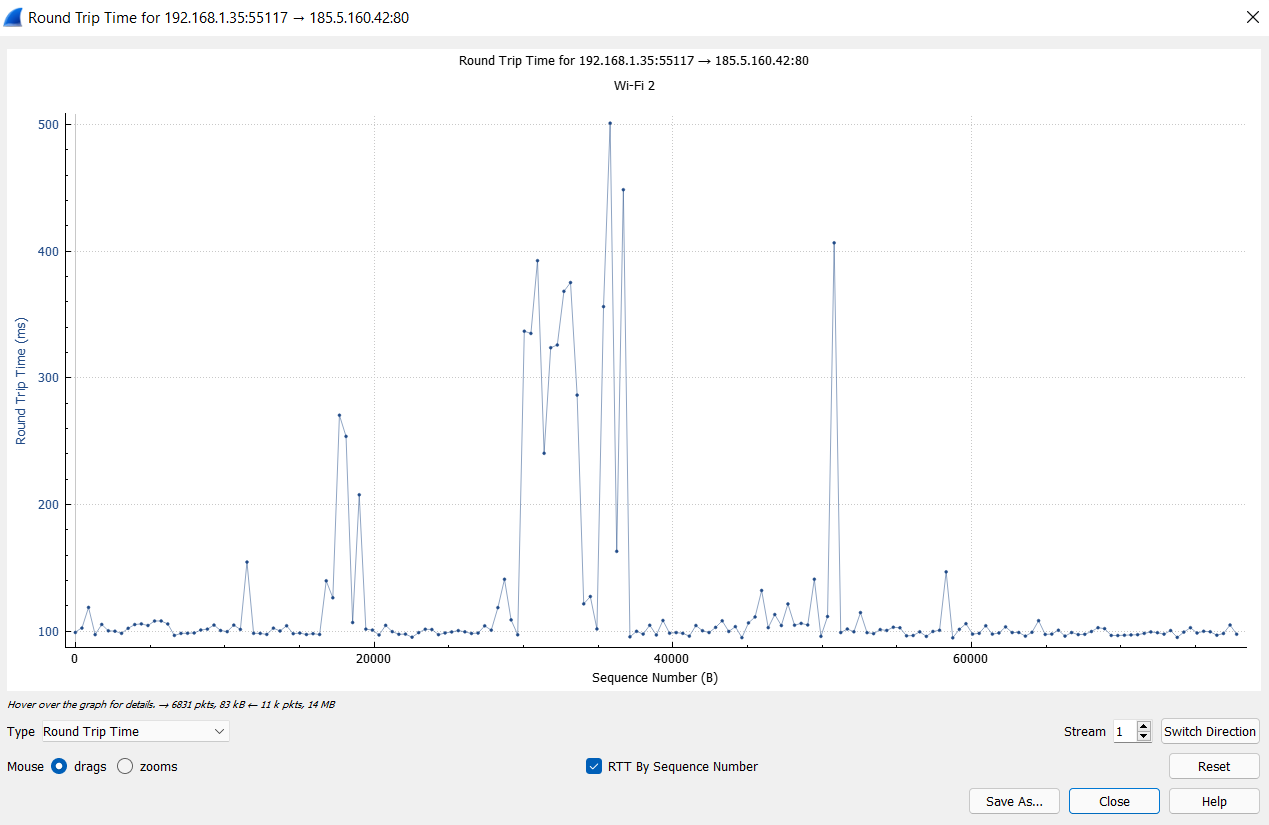 Round Trip Time for 192.168.1.35:55117 → 185.5.160.42:80
Round Trip Time for 192.168.1.35:55117 → 185.5.160.42:80
Wi-Fi 2
500
400
300
200
100
Round Trip Time (ms)
0 20000 40000 60000
Sequence Number (B)
Hover over the graph for details. → 6831 pkts, 83 kB ← 11 k pkts, 14 MB
Type Round Trip Time Stream 1 Switch Direction
Mouse drags zooms RTT By Sequence Number Reset
Save As... Close Help